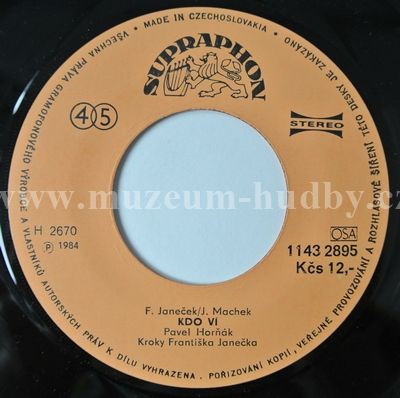 VŠECHNA PRÁVA GRAMOFONOVÉHO VÝROBCE A VLASTNÍKŮ AUTORSKÝCH PRÁV K DÍLU VYHRAZENA. POŘIZOVÁNÍ KOPIÍ, VEŘEJNÉ PROVOZOVÁNÍ A ROZHLASOVÉ ŠÍŘENÍ TÉTO DESKY JE ZAKÁZÁNO
• MADE IN CZECHOSLOVAKIA •
SUPRAPHON
45
STEREO
www.muzeum-hudby.cz
H 2670
Ⓟ 1984
OSA
1143 2895
Kčs 12,-
F. Janeček/J. Machek
KDO VÍ
Pavel Horňák
Kroky Františka Janečka